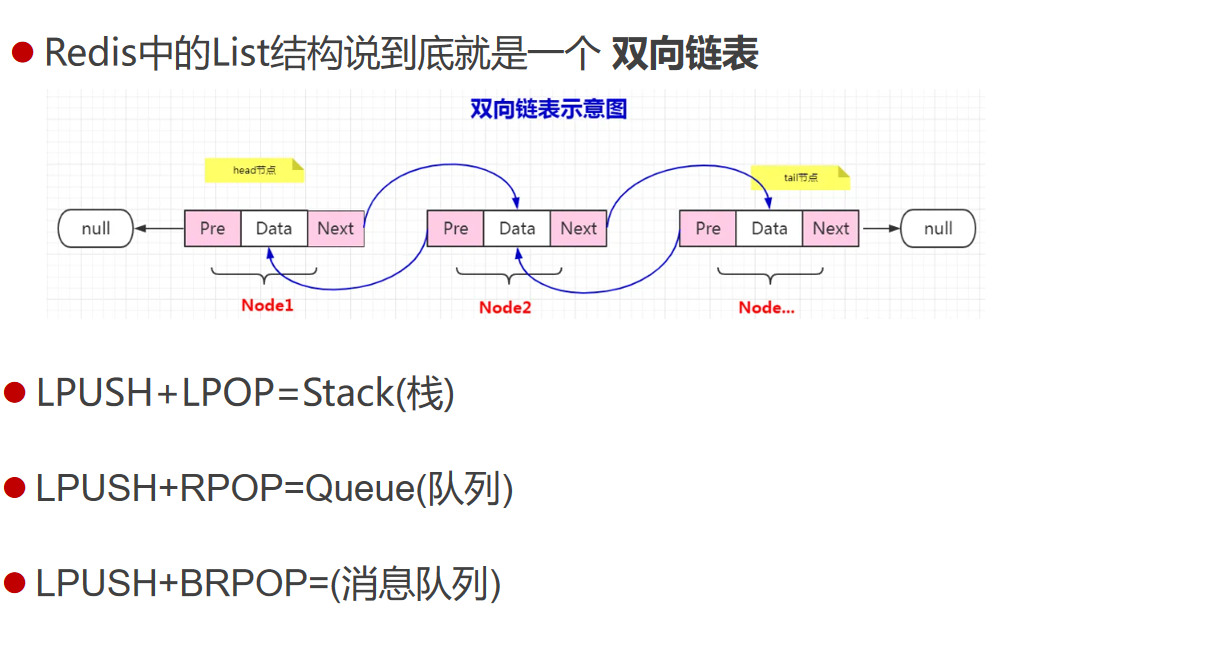 Redis中的List结构说到底就是一个 双向链表
双向链表示意图
head节点
tail节点
null Pre Data Next Pre Data Next Pre Data Next null
Node1 Node2 Node...
LPUSH+LPOP=Stack(栈)
LPUSH+RPOP=Queue(队列)
LPUSH+BRPOP=(消息队列)